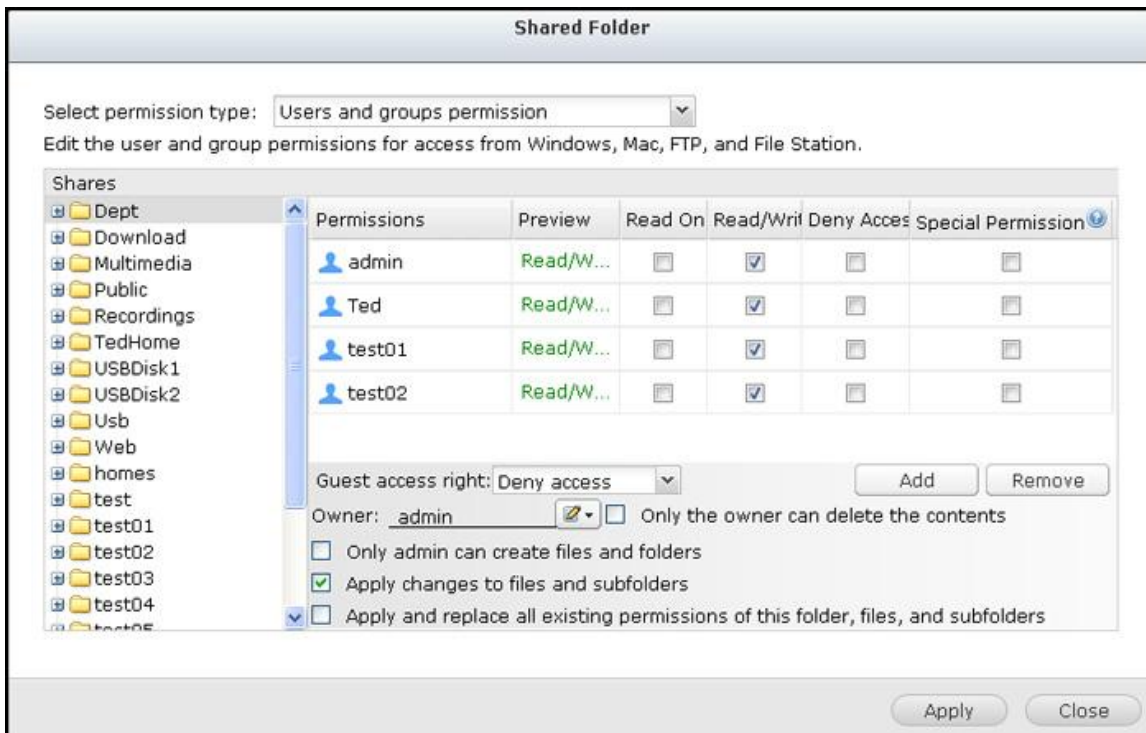 Shared Folder
Select permission type: Users and groups permission
Edit the user and group permissions for access from Windows, Mac, FTP, and File Station.
Shares
Dept
Download
Multimedia
Public
Recordings
TedHome
USBDisk1
USBDisk2
Usb
Web
homes
test
test01
test02
test03
test04
Permissions Preview Read On Read/Writ Deny Acces Special Permission
admin Read/W...
Ted Read/W...
test01 Read/W...
test02 Read/W...
Guest access right: Deny access Add Remove
Owner: admin Only the owner can delete the contents
Only admin can create files and folders
Apply changes to files and subfolders
Apply and replace all existing permissions of this folder, files, and subfolders
Apply Close